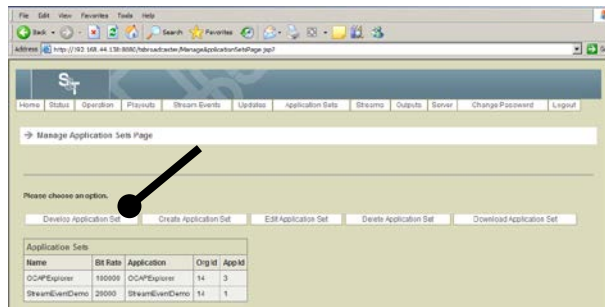 File Edit View Favorites Tools Help
Back Search Favorites
Address http://192.168.44.138:8080/tsbroadcaster/ManageApplicationSetsPage.jsp?
S&T
Home Status Operation Playouts Stream Events Updates Application Sets Streams Outputs Server Change Password Logout
Manage Application Sets Page
Please choose an option.
Develop Application Set Create Application Set Edit Application Set Delete Application Set Download Application Set
Application Sets
Name Bit Rate Application Org Id App Id
OCAPExplorer 100000 OCAPExplorer 14 3
StreamEventDemo 20000 StreamEventDemo 14 1